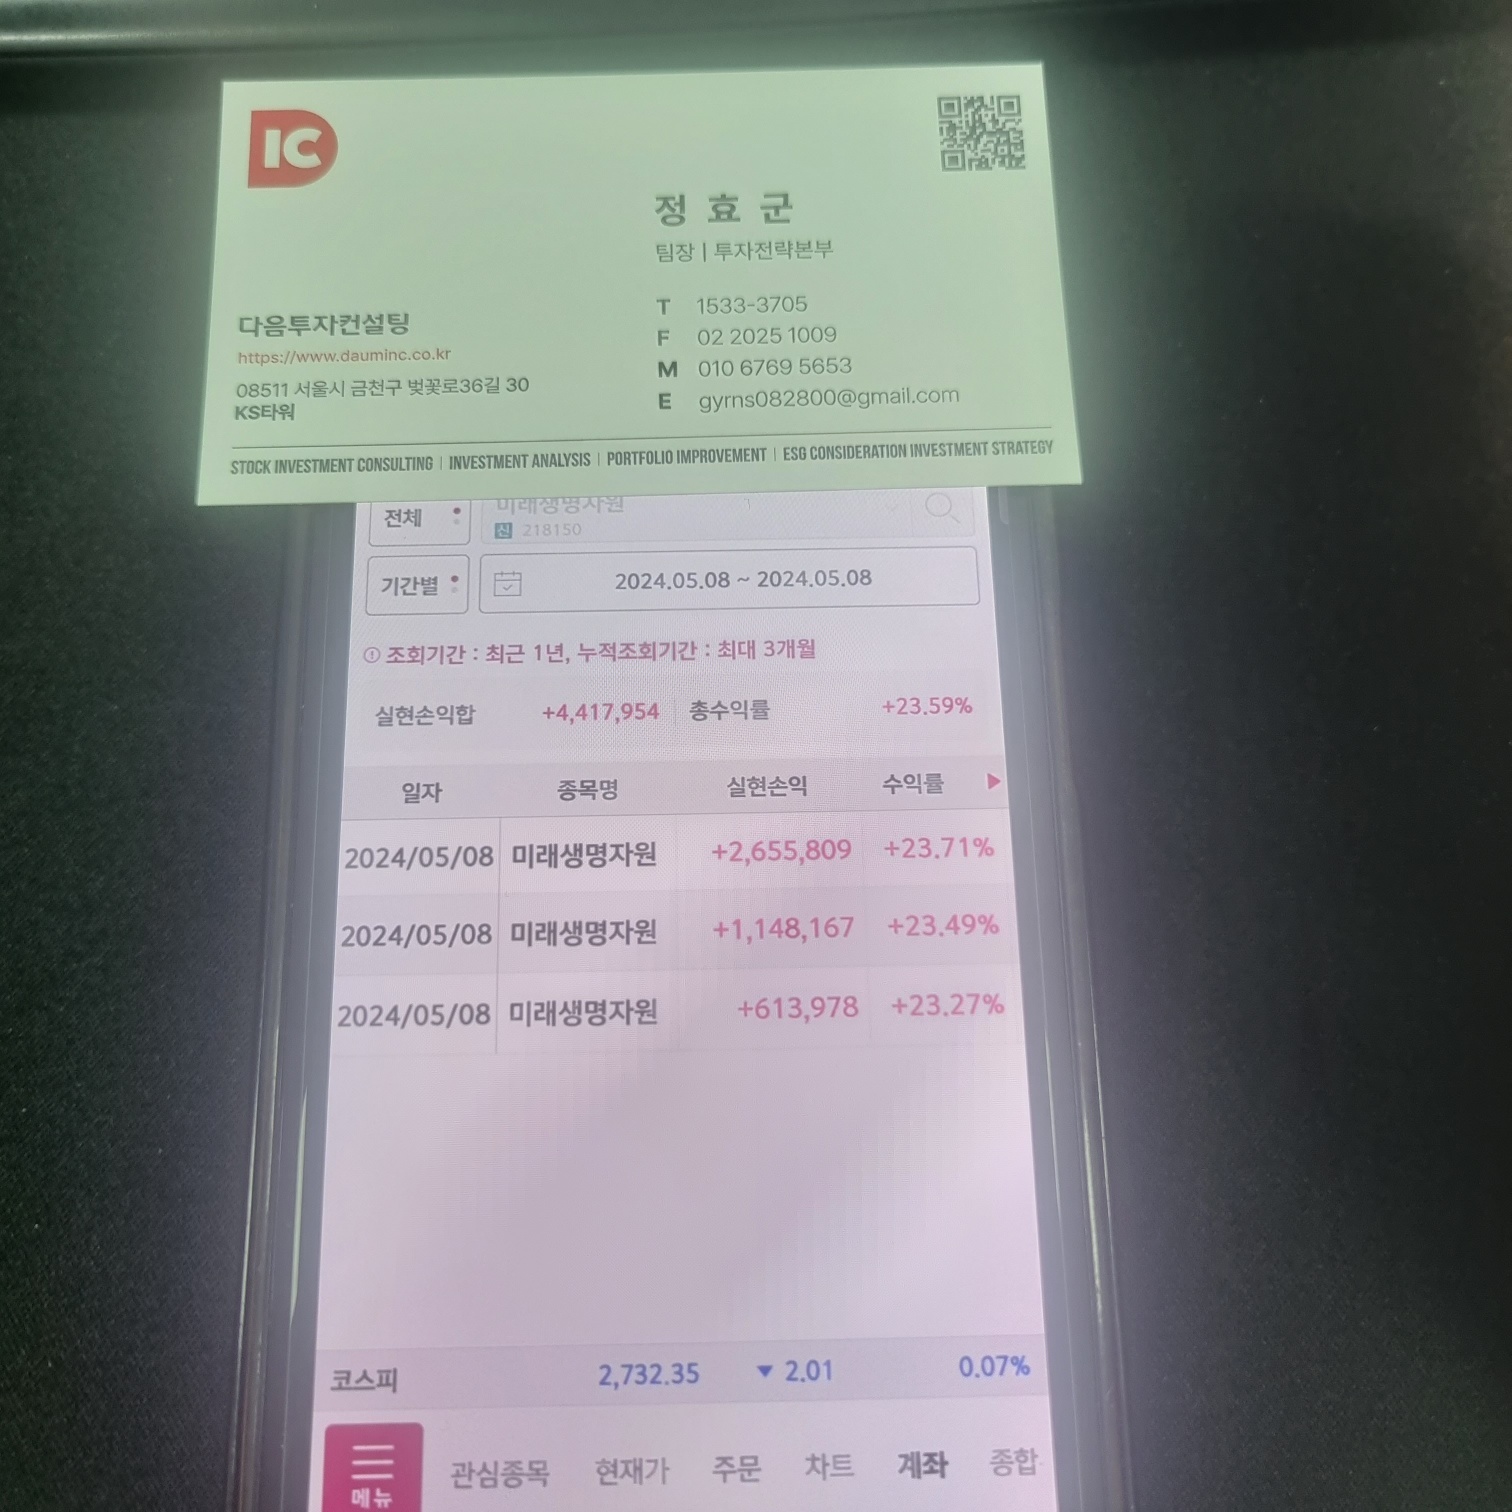 IC
정효군
팀장 | 투자전략본부
다음투자컨설팅
https://www.dauminc.co.kr
08511 서울시 금천구 벚꽃로36길 30
KS타워
T 1533-3705
F 02 2025 1009
M 010 6769 5653
E gyrns082800@gmail.com
STOCK INVESTMENT CONSULTING | INVESTMENT ANALYSIS | PORTFOLIO IMPROVEMENT | ESG CONSIDERATION INVESTMENT STRATEGY
전체 미래생명자원
신 218150
기간별 2024.05.08 ~ 2024.05.08
조회기간 : 최근 1년, 누적조회기간 : 최대 3개월
실현손익합 +4,417,954 총수익률 +23.59%
일자 종목명 실현손익 수익률 ▶
2024/05/08 미래생명자원 +2,655,809 +23.71%
2024/05/08 미래생명자원 +1,148,167 +23.49%
2024/05/08 미래생명자원 +613,978 +23.27%
코스피 2,732.35 ▼ 2.01 0.07%
메뉴 관심종목 현재가 주문 차트 계좌 종합